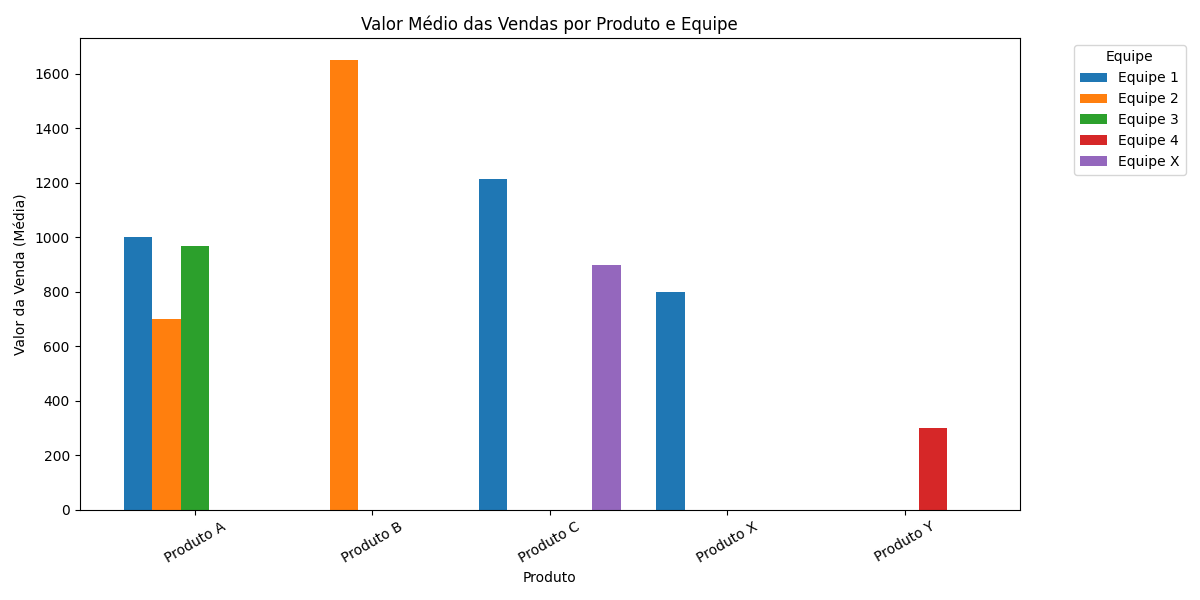 Valor Médio das Vendas por Produto e Equipe
Equipe
Equipe 1
Equipe 2
Equipe 3
Equipe 4
Equipe X
Valor da Venda (Média)
1600
1400
1200
1000
800
600
400
200
0
Produto A
Produto B
Produto C
Produto X
Produto Y
Produto